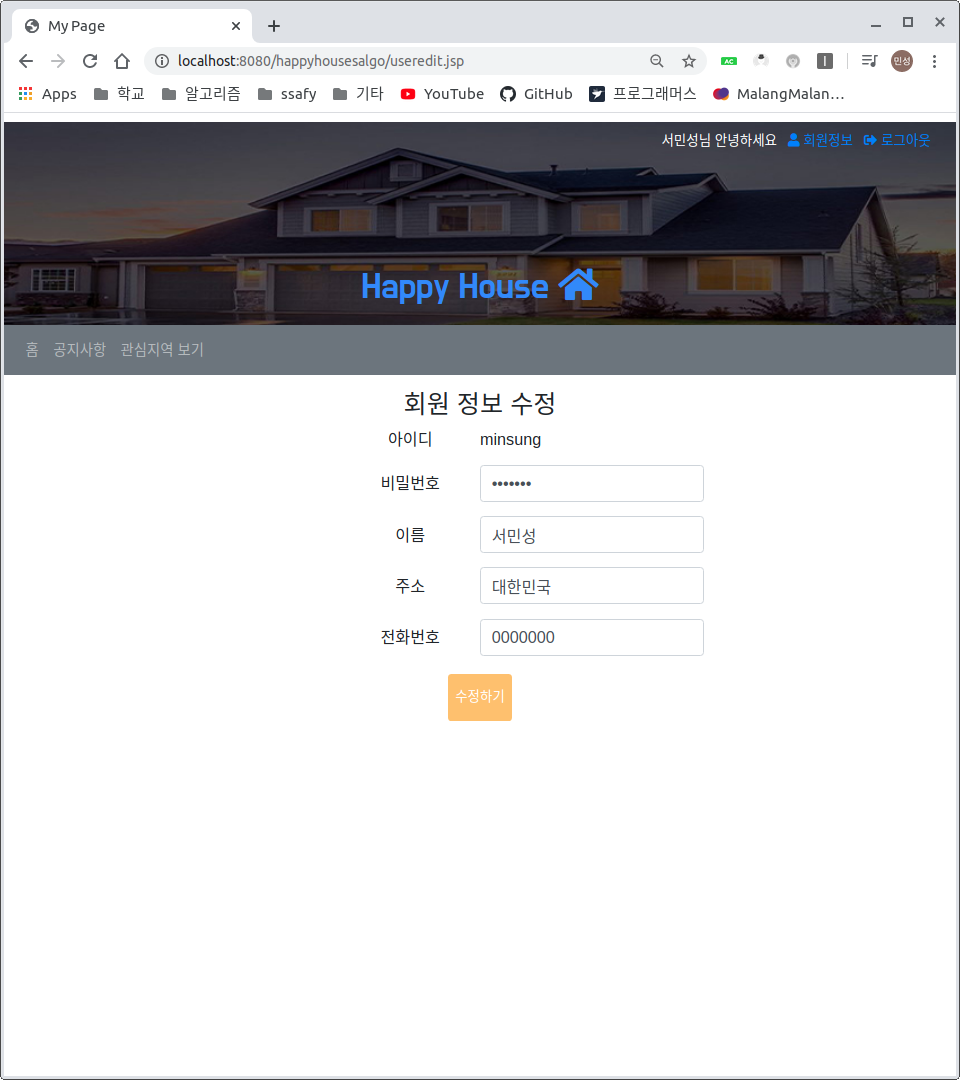 My Page
localhost:8080/happyhousesalgo/useredit.jsp
AC
민성
Apps 학교 알고리즘 ssafy 기타 YouTube GitHub 프로그래머스 MalangMalan…
서민성님 안녕하세요 회원정보 로그아웃
Happy House
홈 공지사항 관심지역 보기
회원 정보 수정
아이디 minsung
비밀번호 •••••••
이름 서민성
주소 대한민국
전화번호 0000000
수정하기